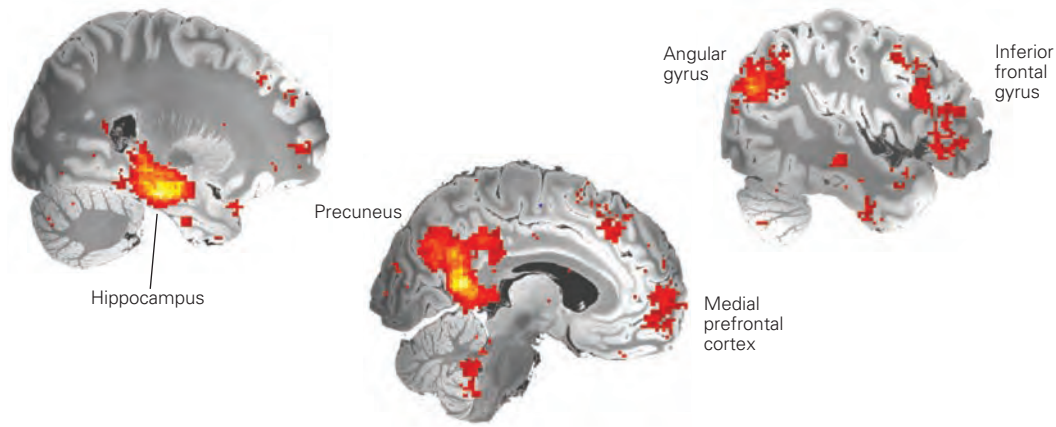 Angular
gyrus
Inferior
frontal
gyrus
Precuneus
Hippocampus
Medial
prefrontal
cortex